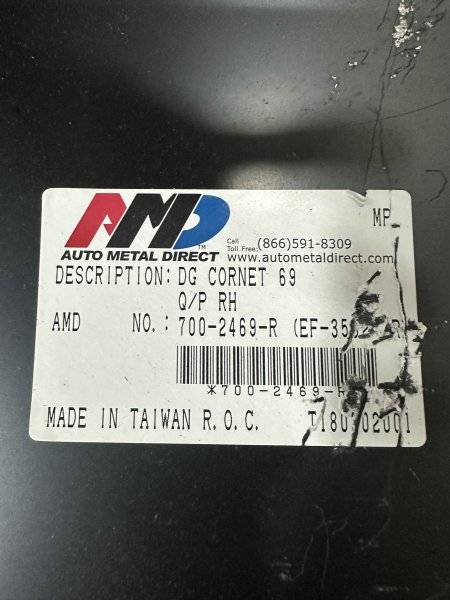 AMD TM
MP
AUTO METAL DIRECT
Call
Toll Free: (866)591-8309
www.autometaldirect.com
DESCRIPTION: DG CORNET 69
Q/P RH
AMD NO.: 700-2469-R
*700-2469-R
MADE IN TAIWAN R.O.C.